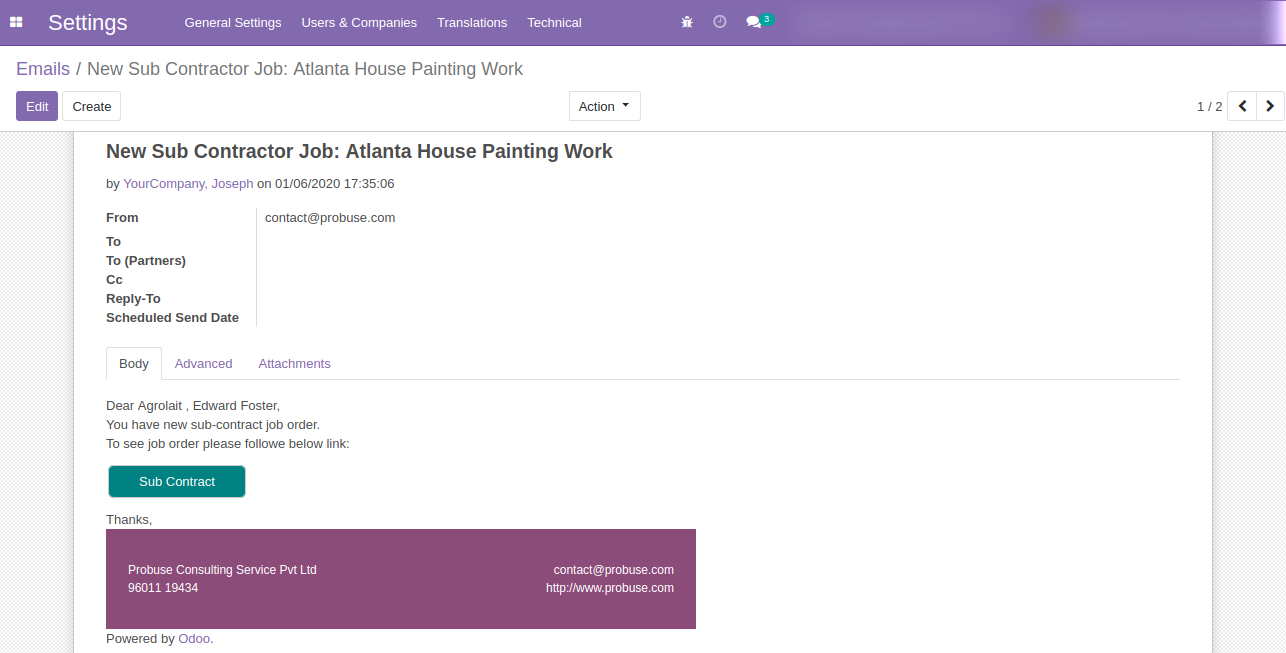 Settings General Settings Users & Companies Translations Technical 3
Emails / New Sub Contractor Job: Atlanta House Painting Work
Edit Create Action 1 / 2
New Sub Contractor Job: Atlanta House Painting Work
by YourCompany, Joseph on 01/06/2020 17:35:06
From contact@probuse.com
To
To (Partners)
Cc
Reply-To
Scheduled Send Date
Body Advanced Attachments
Dear Agrolait , Edward Foster,
You have new sub-contract job order.
To see job order please followe below link:
Sub Contract
Thanks,
Probuse Consulting Service Pvt Ltd contact@probuse.com
96011 19434 http://www.probuse.com
Powered by Odoo.